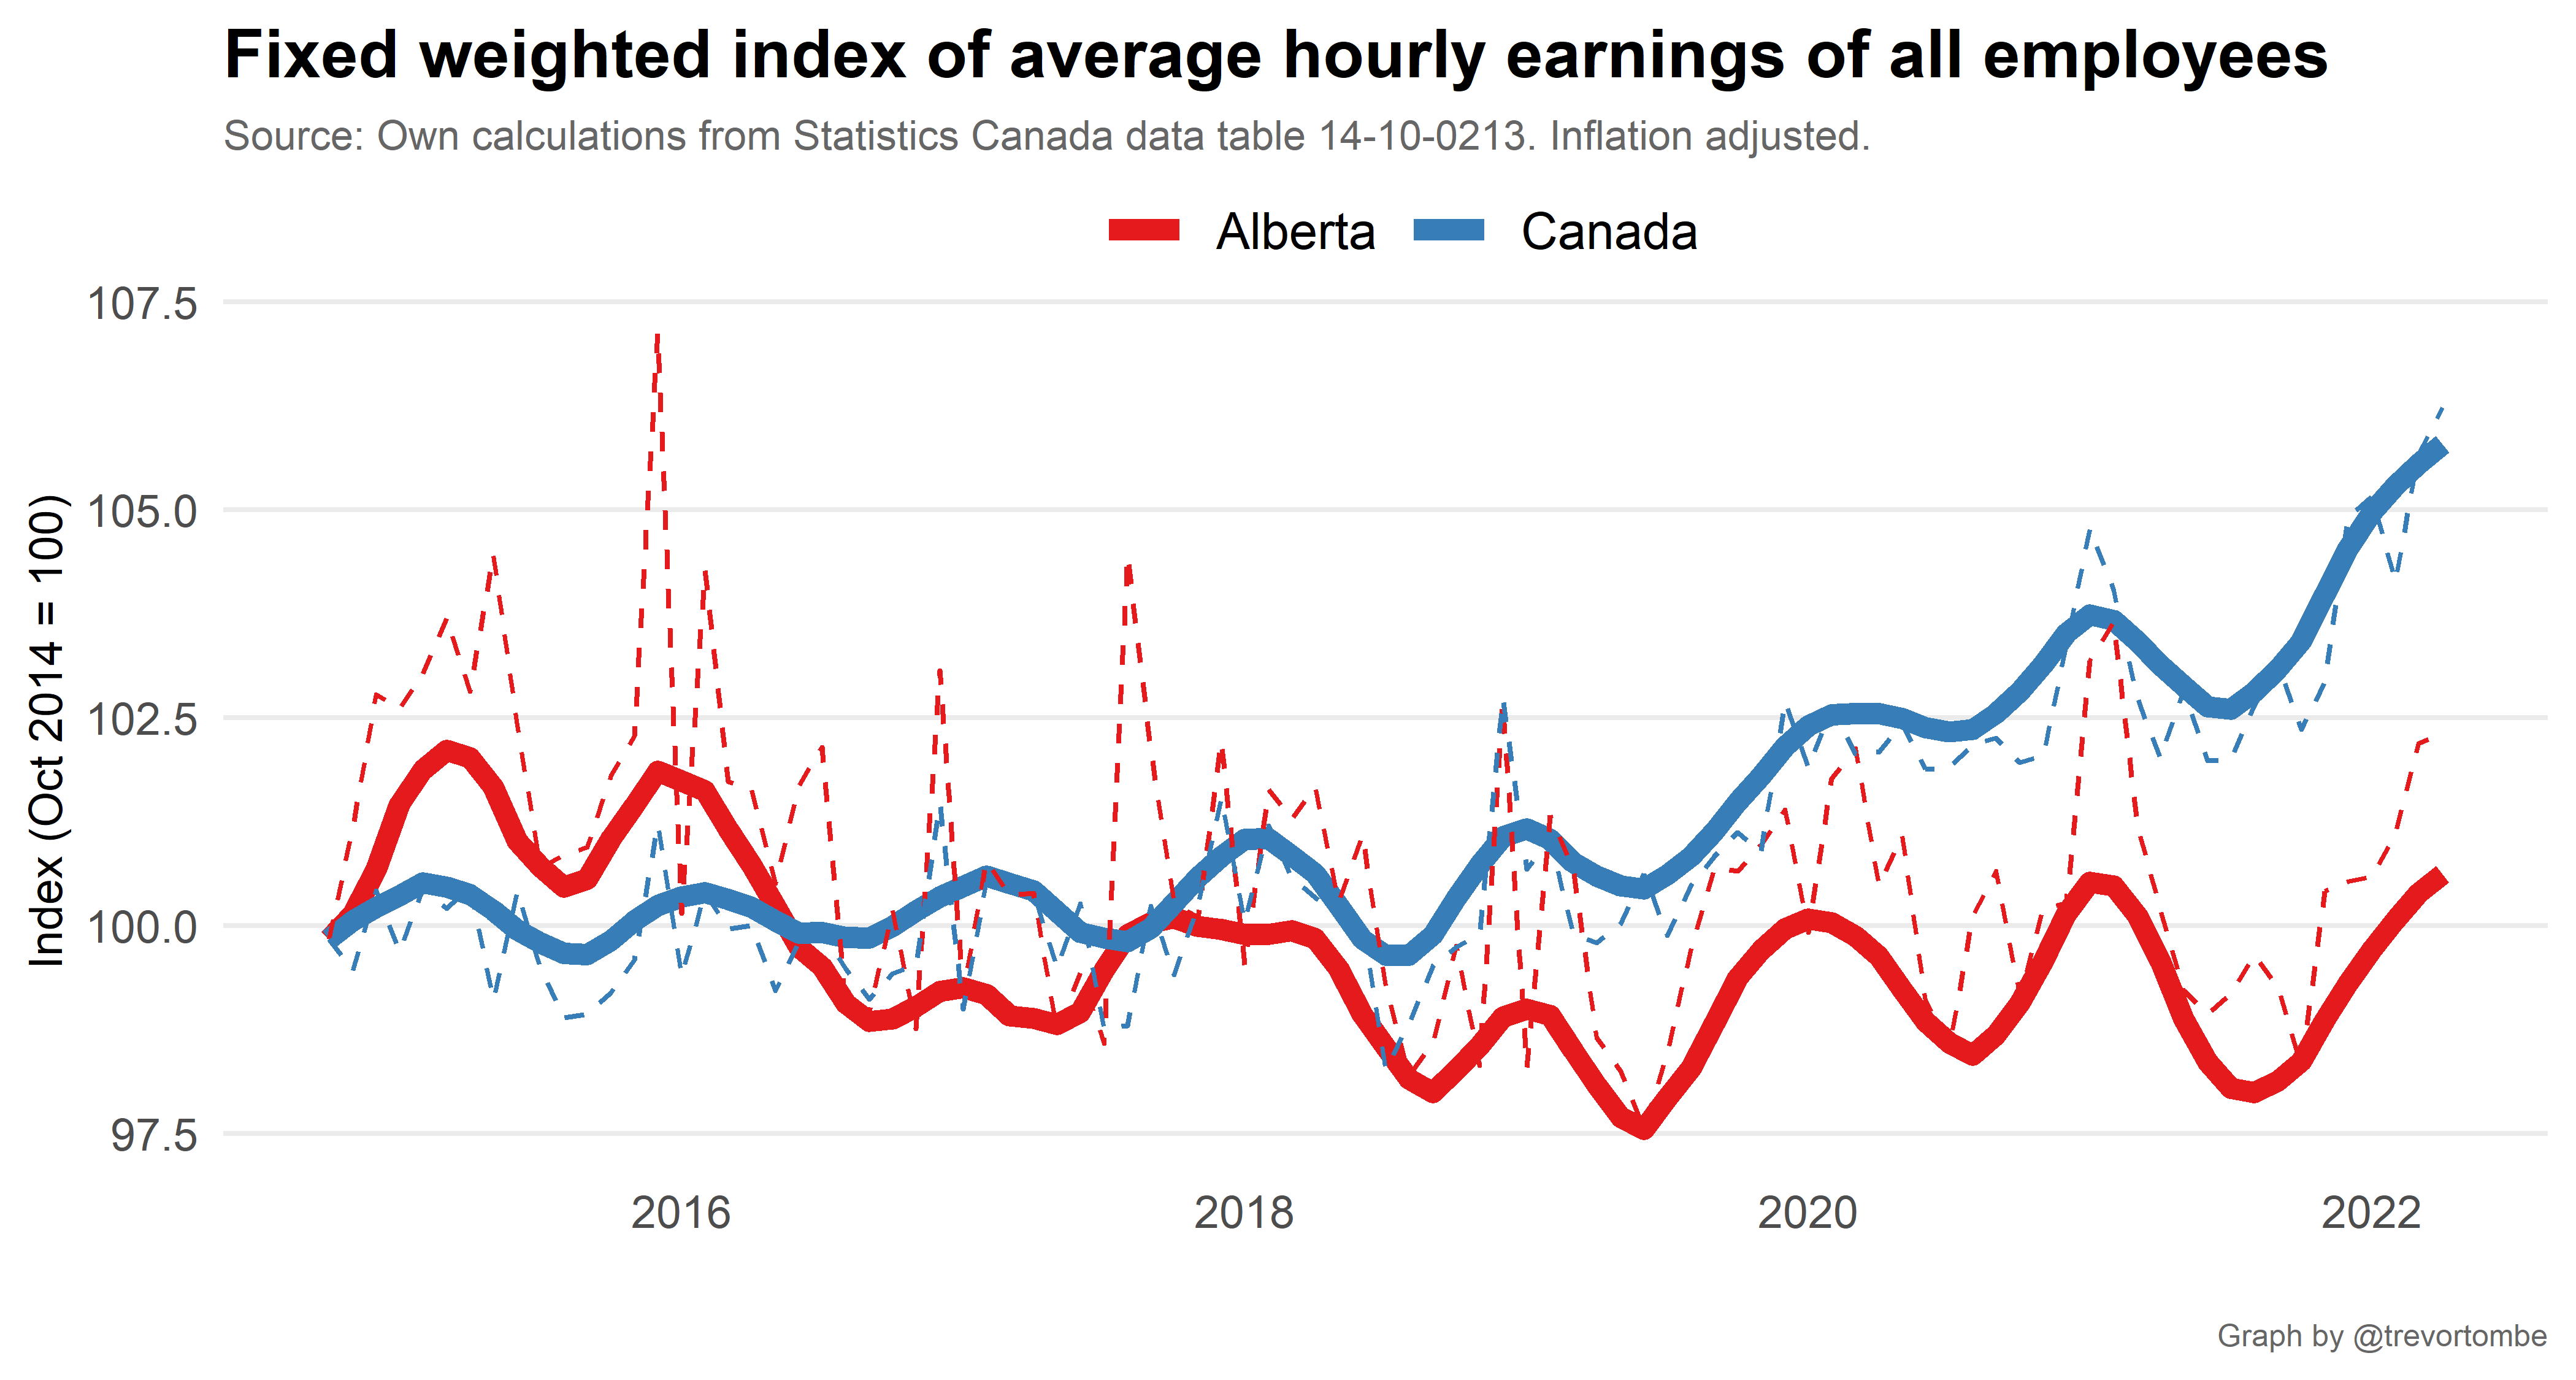 Fixed weighted index of average hourly earnings of all employees
Source: Own calculations from Statistics Canada data table 14-10-0213. Inflation adjusted.
Alberta Canada
Index (Oct 2014 = 100)
107.5
105.0
102.5
100.0
97.5
2016 2018 2020 2022
Graph by @trevortombe